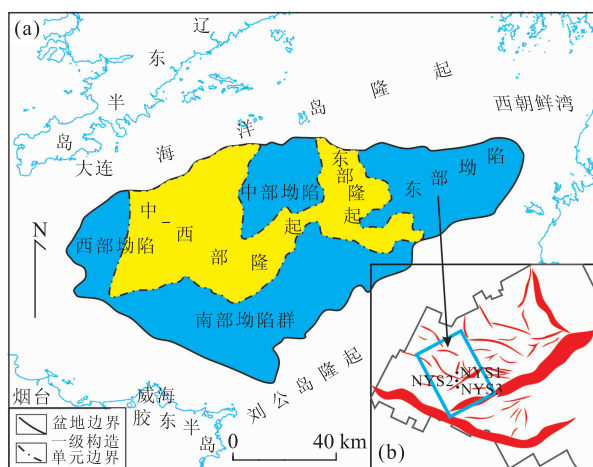 (a)
辽东半岛
大连
海洋岛隆起
西朝鲜湾
西部坳陷
中－西部隆起
中部坳陷
东部隆起
东部坳陷
南部坳陷群
刘公岛隆起
N
烟台
威海
胶东半岛
盆地边界
一级构造
单元边界
0 40 km
(b)
NYS1
NYS2
NYS3